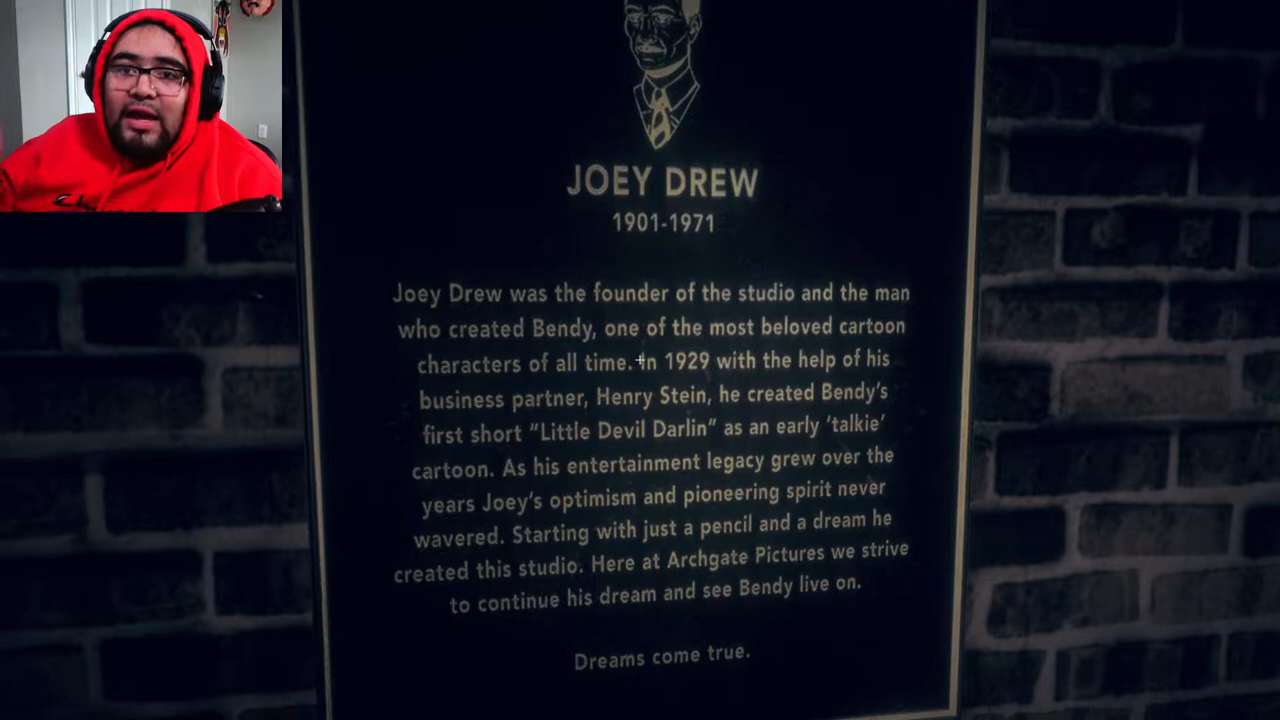 JOEY DREW
1901-1971
Joey Drew was the founder of the studio and the man
who created Bendy, one of the most beloved cartoon
characters of all time. In 1929 with the help of his
business partner, Henry Stein, he created Bendy's
first short "Little Devil Darlin" as an early 'talkie'
cartoon. As his entertainment legacy grew over the
years Joey's optimism and pioneering spirit never
wavered. Starting with just a pencil and a dream he
created this studio. Here at Archgate Pictures we strive
to continue his dream and see Bendy live on.
Dreams come true.